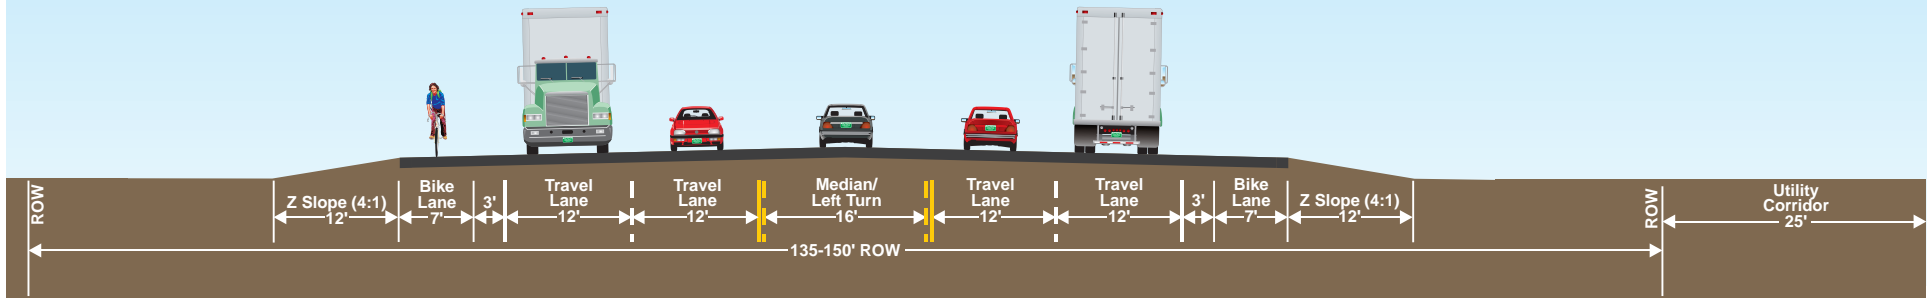 ROW
Z Slope (4:1)
12'
Bike
Lane
7'
3'
Travel
Lane
12'
Travel
Lane
12'
Median/
Left Turn
16'
Travel
Lane
12'
Travel
Lane
12'
3'
Bike
Lane
7'
Z Slope (4:1)
12'
ROW
Utility
Corridor
25'
135-150' ROW